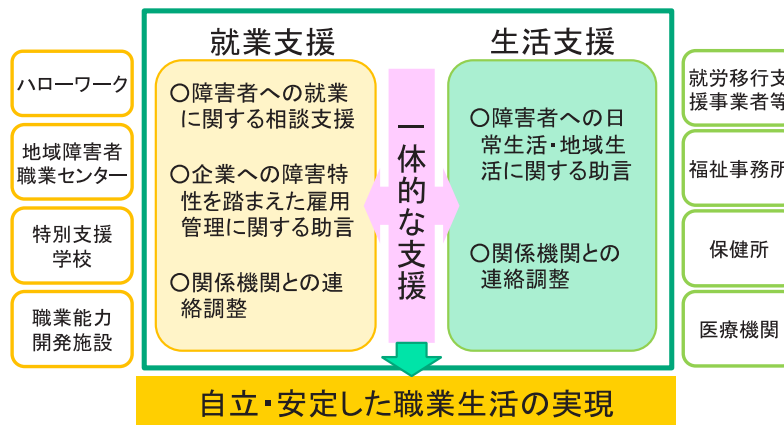 ハローワーク
地域障害者
職業センター
特別支援
学校
職業能力
開発施設
就業支援
○障害者への就業
に関する相談支援
○企業への障害特
性を踏まえた雇用
管理に関する助言
○関係機関との連
絡調整
一体的な支援
生活支援
○障害者への日
常生活・地域生
活に関する助言
○関係機関との
連絡調整
就労移行支
援事業者等
福祉事務所
保健所
医療機関
自立・安定した職業生活の実現